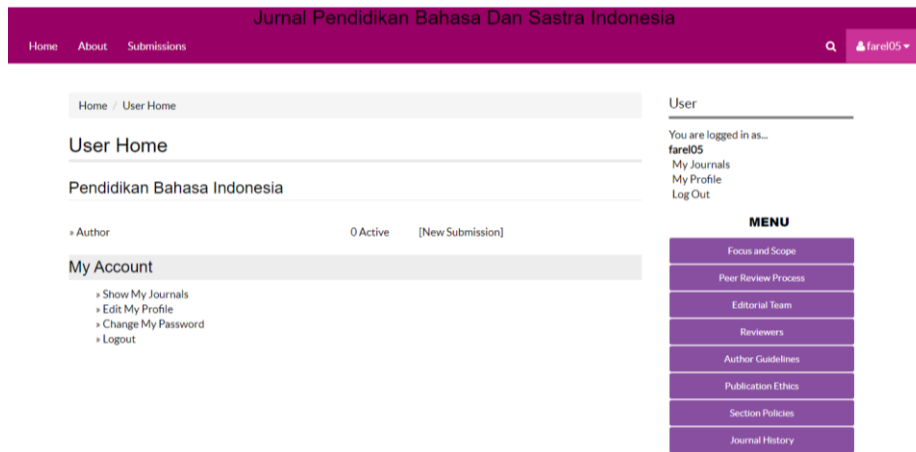 Jurnal Pendidikan Bahasa Dan Sastra Indonesia
Home About Submissions farel05
Home / User Home
User Home
Pendidikan Bahasa Indonesia
» Author 0 Active [New Submission]
My Account
» Show My Journals
» Edit My Profile
» Change My Password
» Logout
User
You are logged in as...
farel05
My Journals
My Profile
Log Out
MENU
Focus and Scope
Peer Review Process
Editorial Team
Reviewers
Author Guidelines
Publication Ethics
Section Policies
Journal History